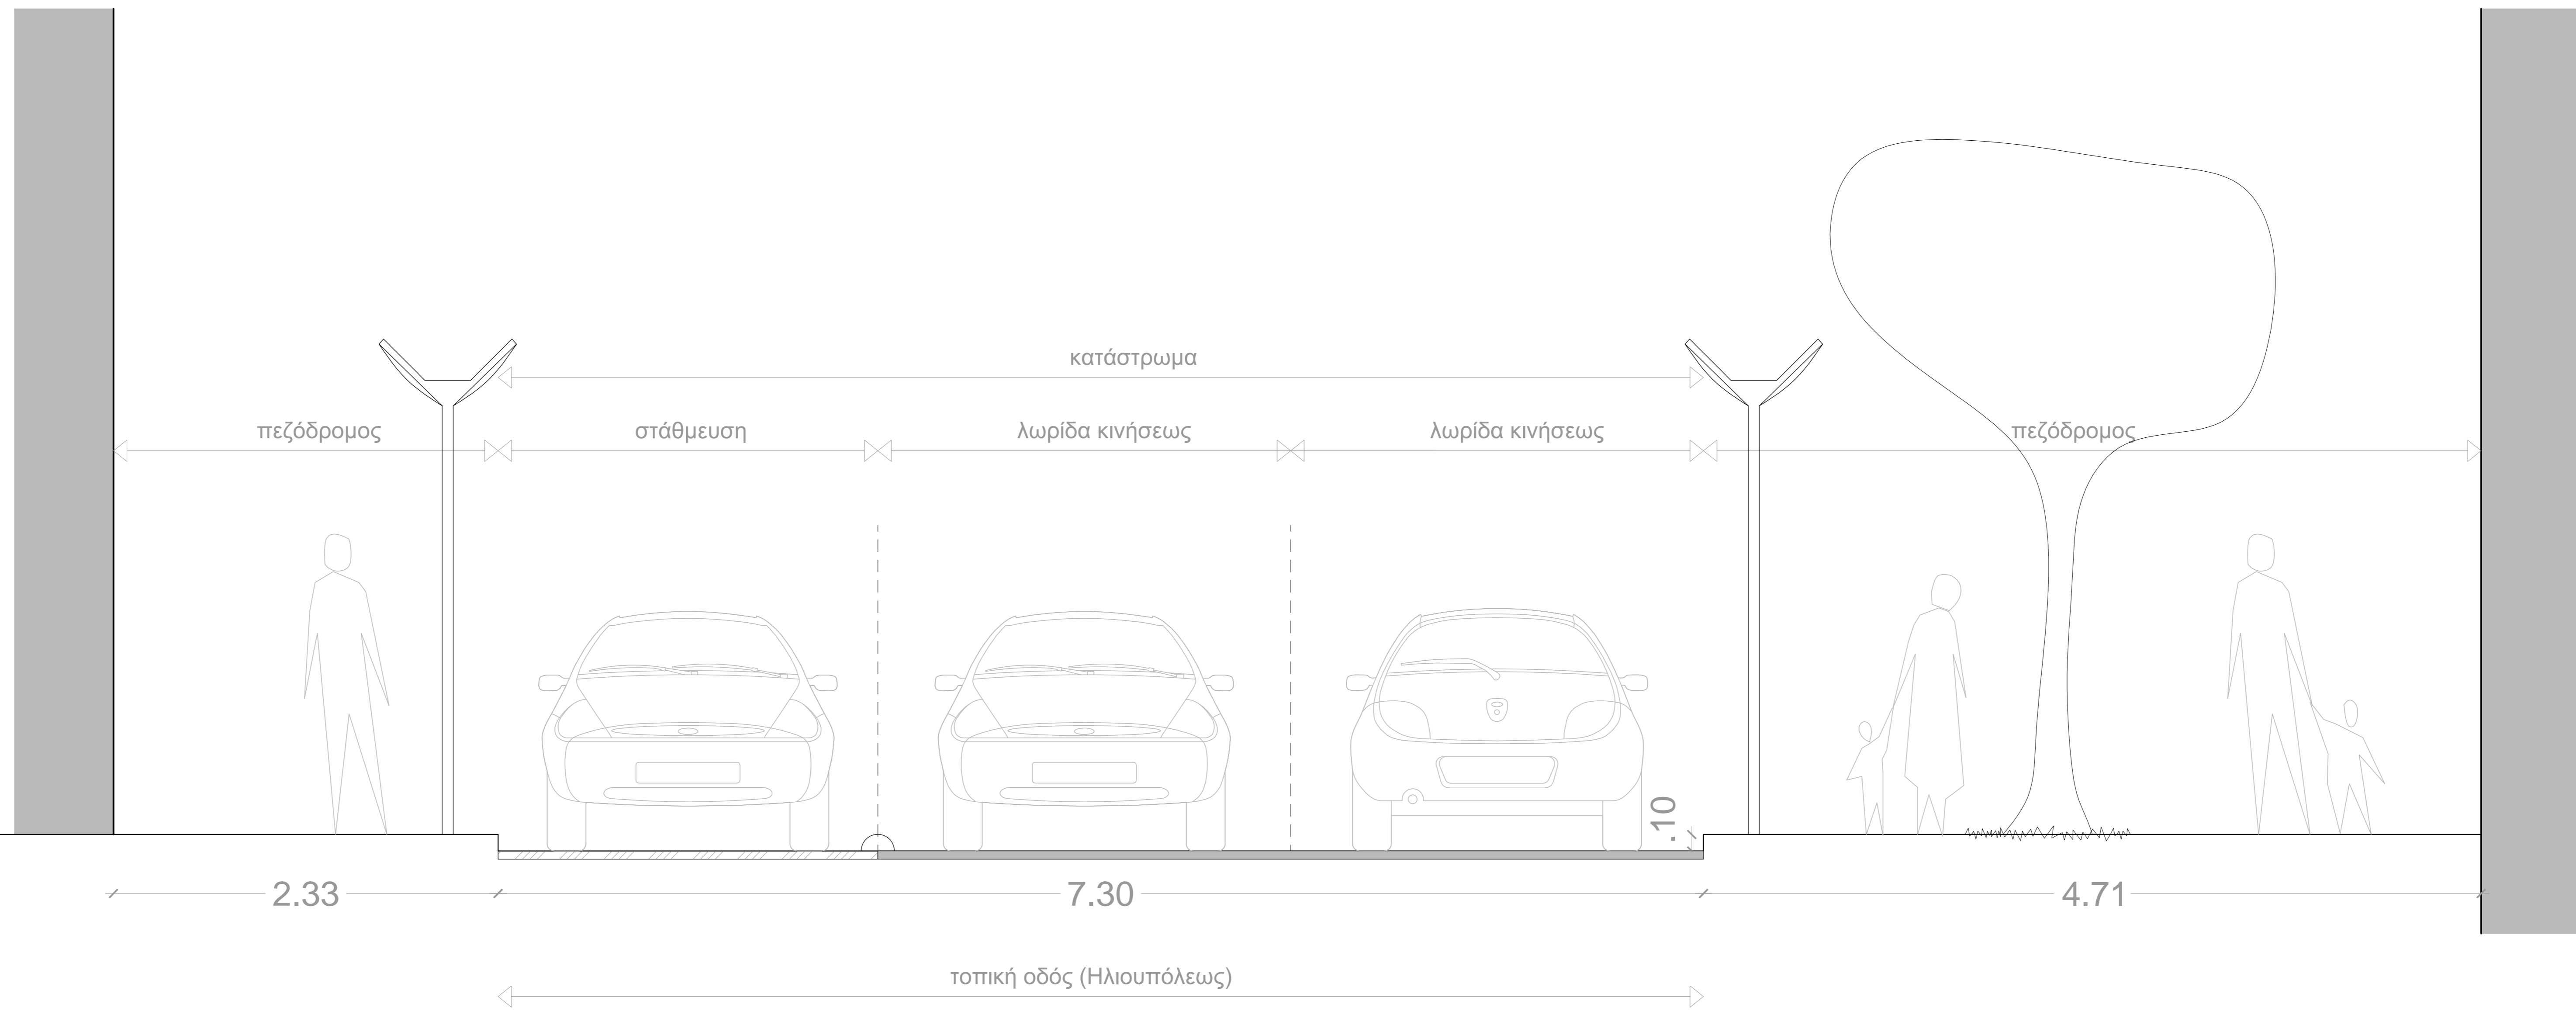 κατάστρωμα
πεζόδρομος
στάθμευση
λωρίδα κινήσεως
λωρίδα κινήσεως
πεζόδρομος
.10
2.33
7.30
4.71
τοπική οδός (Ηλιουπόλεως)